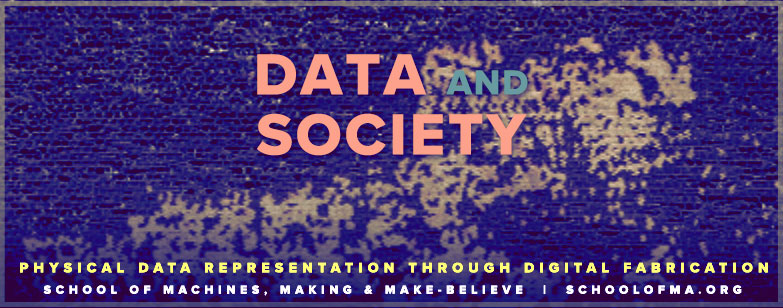 DATA AND
SOCIETY
PHYSICAL DATA REPRESENTATION THROUGH DIGITAL FABRICATION
SCHOOL OF MACHINES, MAKING & MAKE-BELIEVE | SCHOOLOFMA.ORG